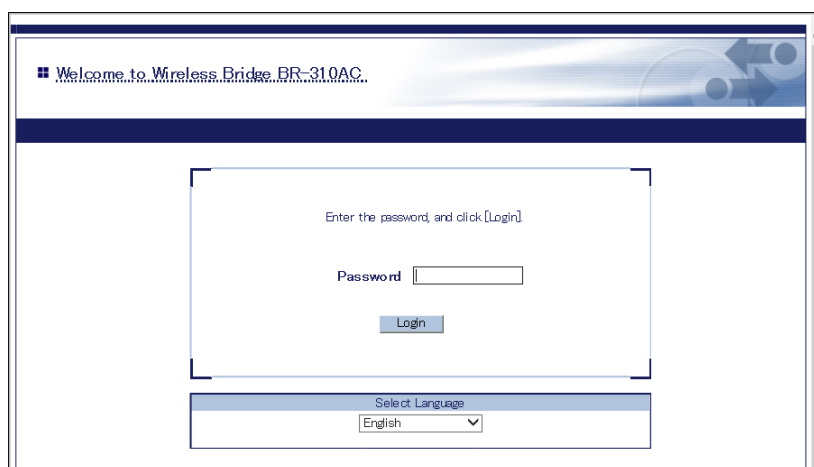 Welcome to Wireless Bridge BR-310AC
Enter the password, and click [Login].
Password
Login
Select Language
English